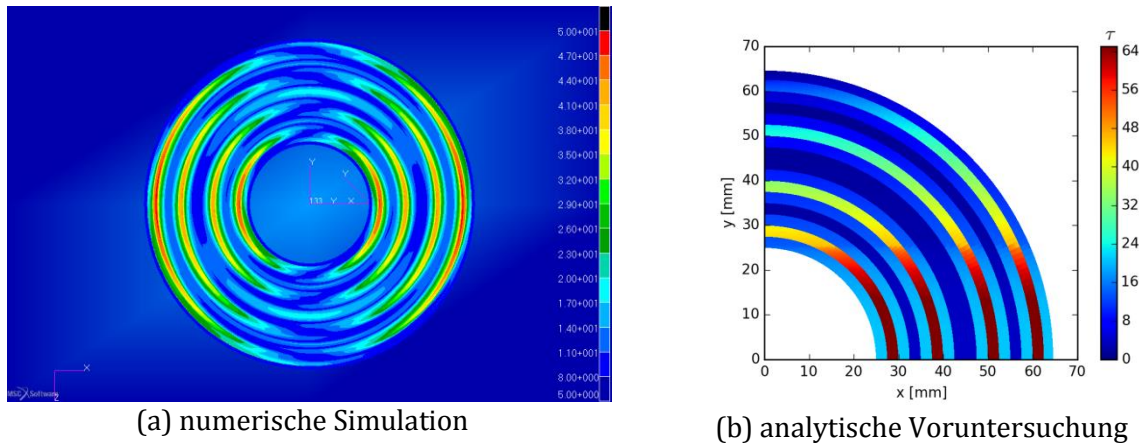 5.00+001
4.70+001
4.40+001
4.10+001
3.80+001
3.50+001
3.20+001
2.90+001
2.60+001
2.30+001
2.00+001
1.70+001
1.40+001
1.10+001
8.00+000
5.00+000
Y
Y
133 Y X
X
Z
MSC Software
(a) numerische Simulation
τ
70
60
50
40
30
20
10
0
y [mm]
0 10 20 30 40 50 60 70
x [mm]
64
56
48
40
32
24
16
8
0
(b) analytische Voruntersuchung